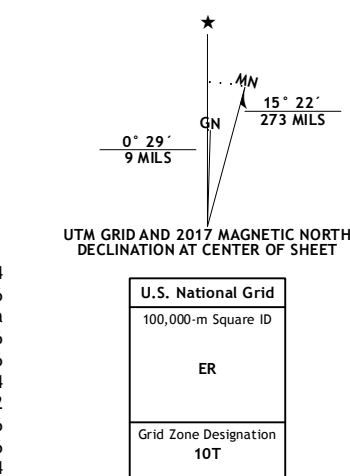 ★
MN
15° 22´
273 MILS
GN
0° 29´
9 MILS
UTM GRID AND 2017 MAGNETIC NORTH
DECLINATION AT CENTER OF SHEET
U.S. National Grid
100,000-m Square ID
ER
Grid Zone Designation
10T